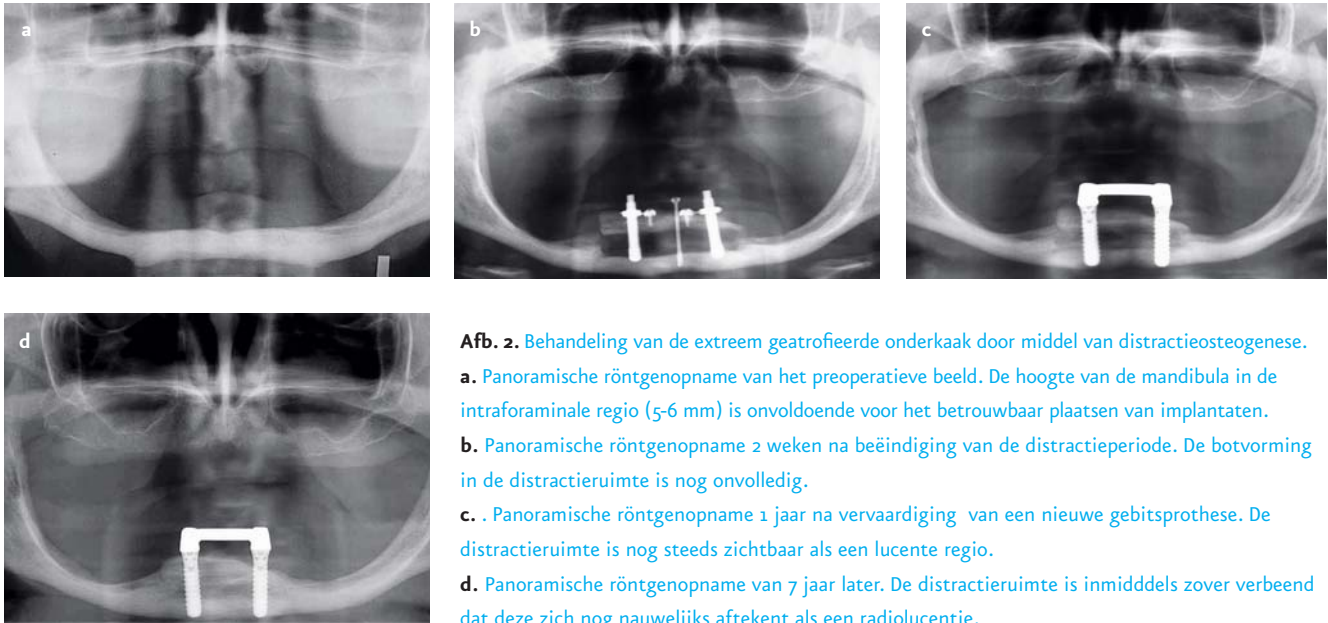 a
b
c
d
Afb. 2. Behandeling van de extreem geatrofieerde onderkaak door middel van distractieosteogenese.
a. Panoramische röntgenopname van het preoperatieve beeld. De hoogte van de mandibula in de
intraforaminale regio (5-6 mm) is onvoldoende voor het betrouwbaar plaatsen van implantaten.
b. Panoramische röntgenopname 2 weken na beëindiging van de distractieperiode. De botvorming
in de distractieruimte is nog onvolledig.
c. . Panoramische röntgenopname 1 jaar na vervaardiging van een nieuwe gebitsprothese. De
distractieruimte is nog steeds zichtbaar als een lucente regio.
d. Panoramische röntgenopname van 7 jaar later. De distractieruimte is inmidddels zover verbeend
dat deze zich nog nauwelijks aftekent als een radiolucentie.